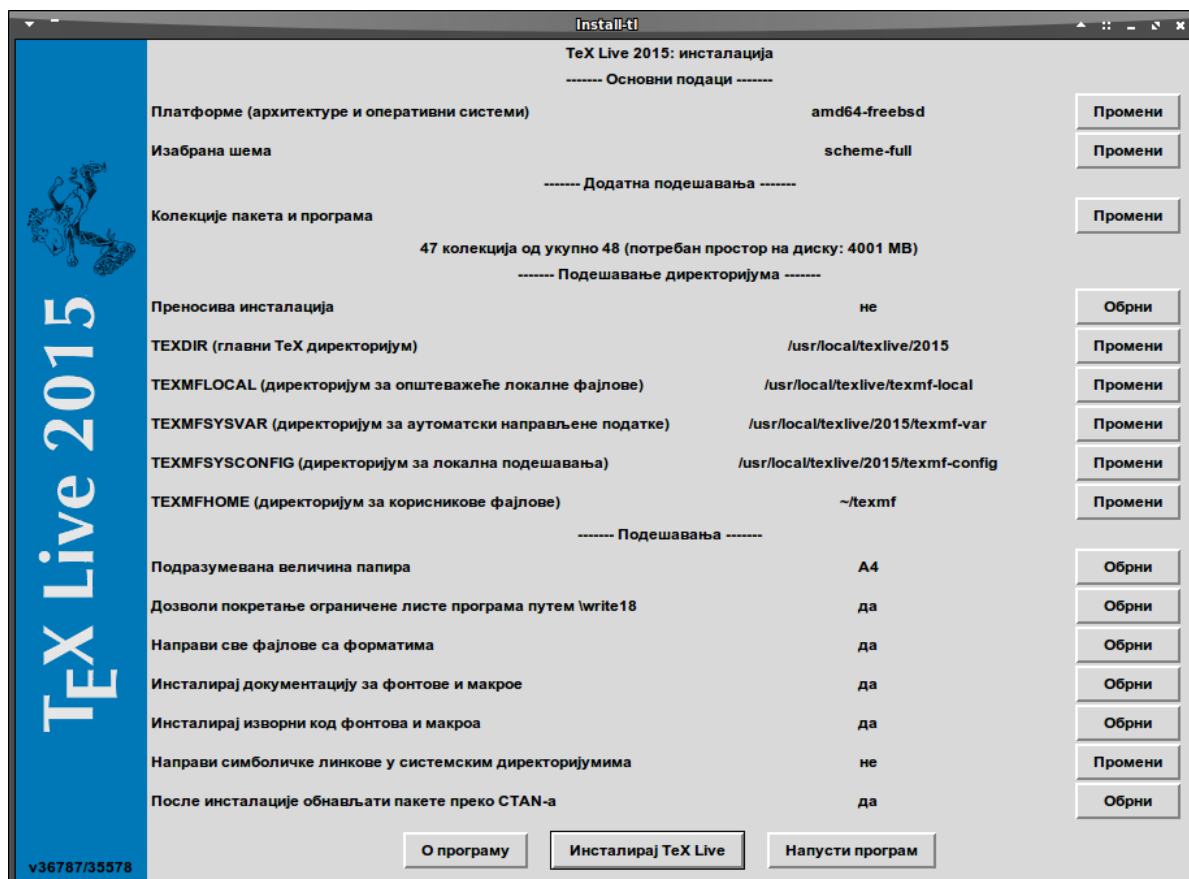 Install-tl
TeX Live 2015: инсталација
------- Основни подаци -------
Платформе (архитектуре и оперативни системи) amd64-freebsd Промени
Изабрана шема scheme-full Промени
------- Додатна подешавања -------
Колекције пакета и програма Промени
47 колекција од укупно 48 (потребан простор на диску: 4001 MB)
------- Подешавање директоријума -------
Преносива инсталација не Обрни
TEXDIR (главни TeX директоријум) /usr/local/texlive/2015 Промени
TEXMFLOCAL (директоријум за општеважеће локалне фајлове) /usr/local/texlive/texmf-local Промени
TEXMFSYSVAR (директоријум за аутоматски направљене податке) /usr/local/texlive/2015/texmf-var Промени
TEXMFSYSCONFIG (директоријум за локална подешавања) /usr/local/texlive/2015/texmf-config Промени
TEXMFHOME (директоријум за корисникове фајлове) ~/texmf Промени
------- Подешавања -------
Подразумевана величина папира A4 Обрни
Дозволи покретање ограничене листе програма путем \write18 да Обрни
Направи све фајлове са форматима да Обрни
Инсталирај документацију за фонтове и макрое да Обрни
Инсталирај изворни код фонтова и макроа да Обрни
Направи симболичке линкове у системским директоријумима не Промени
После инсталације обнављати пакете преко CTAN-а да Обрни
О програму Инсталирај TeX Live Напусти програм
TEX Live 2015
v36787/35578